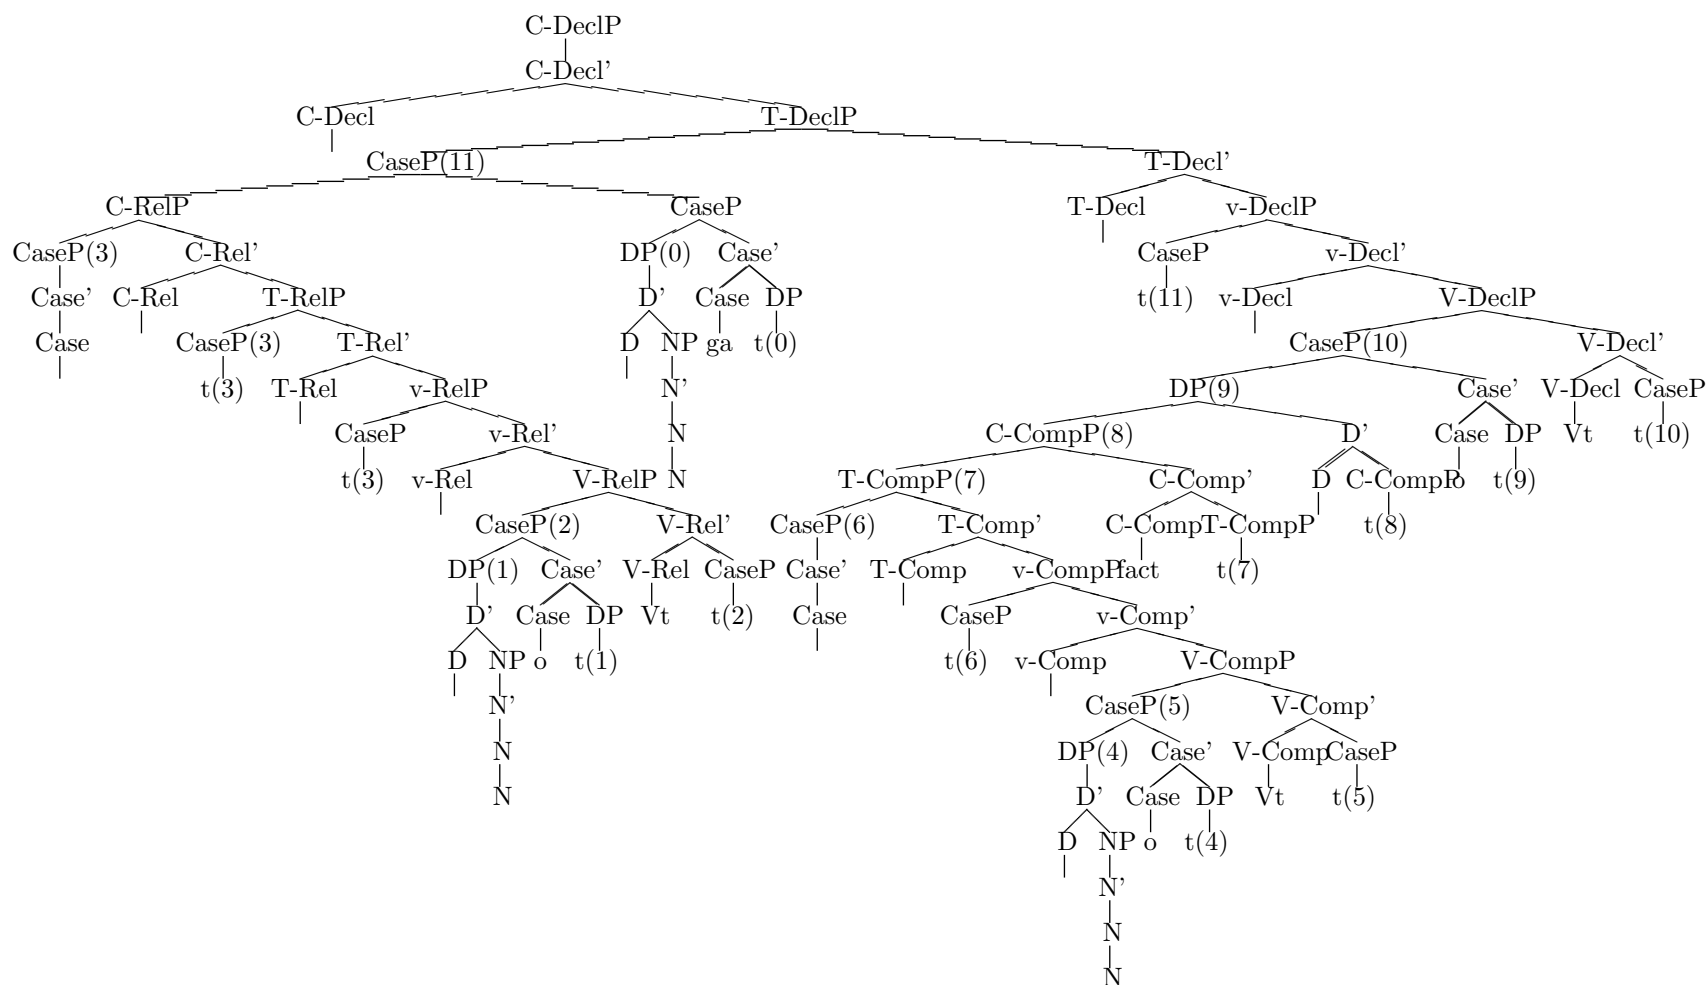 C-DeclP
C-Decl'
C-Decl T-DeclP
CaseP(11) T-Decl'
C-RelP CaseP T-Decl v-DeclP
CaseP(3) C-Rel' DP(0) Case' CaseP v-Decl'
Case' C-Rel T-RelP D' Case DP t(11) v-Decl V-DeclP
Case CaseP(3) T-Rel' D NP ga t(0) CaseP(10) V-Decl'
t(3) T-Rel v-RelP N' DP(9) Case' V-Decl CaseP
CaseP v-Rel' N C-CompP(8) D' Case DP Vt t(10)
t(3) v-Rel V-RelP N T-CompP(7) C-Comp' D C-CompP o t(9)
CaseP(2) V-Rel' CaseP(6) T-Comp' C-Comp T-CompP t(8)
DP(1) Case' V-Rel CaseP Case' T-Comp v-CompP fact t(7)
D' Case DP Vt t(2) Case CaseP v-Comp'
D NP o t(1) t(6) v-Comp V-CompP
N' CaseP(5) V-Comp'
N DP(4) Case' V-Comp CaseP
N D' Case DP Vt t(5)
D NP o t(4)
N'
N
N